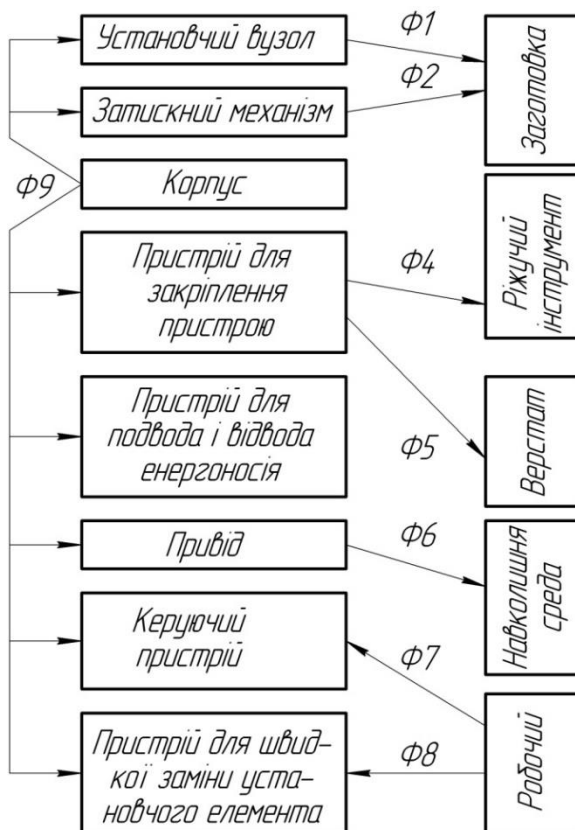 Установчий вузол
Ф1
Затискний механізм
Ф2
Заготовка
Ф9
Корпус
Пристрій для
закріплення
пристрою
Ф4
Ріжучий
інструмент
Пристрій для
подвода і відвода
енергоносія
Ф5
Верстат
Привід
Ф6
Навколишня
среда
Керуючий
пристрій
Ф7
Пристрій для швид-
кої заміни уста-
новчого елемента
Ф8
Робочий